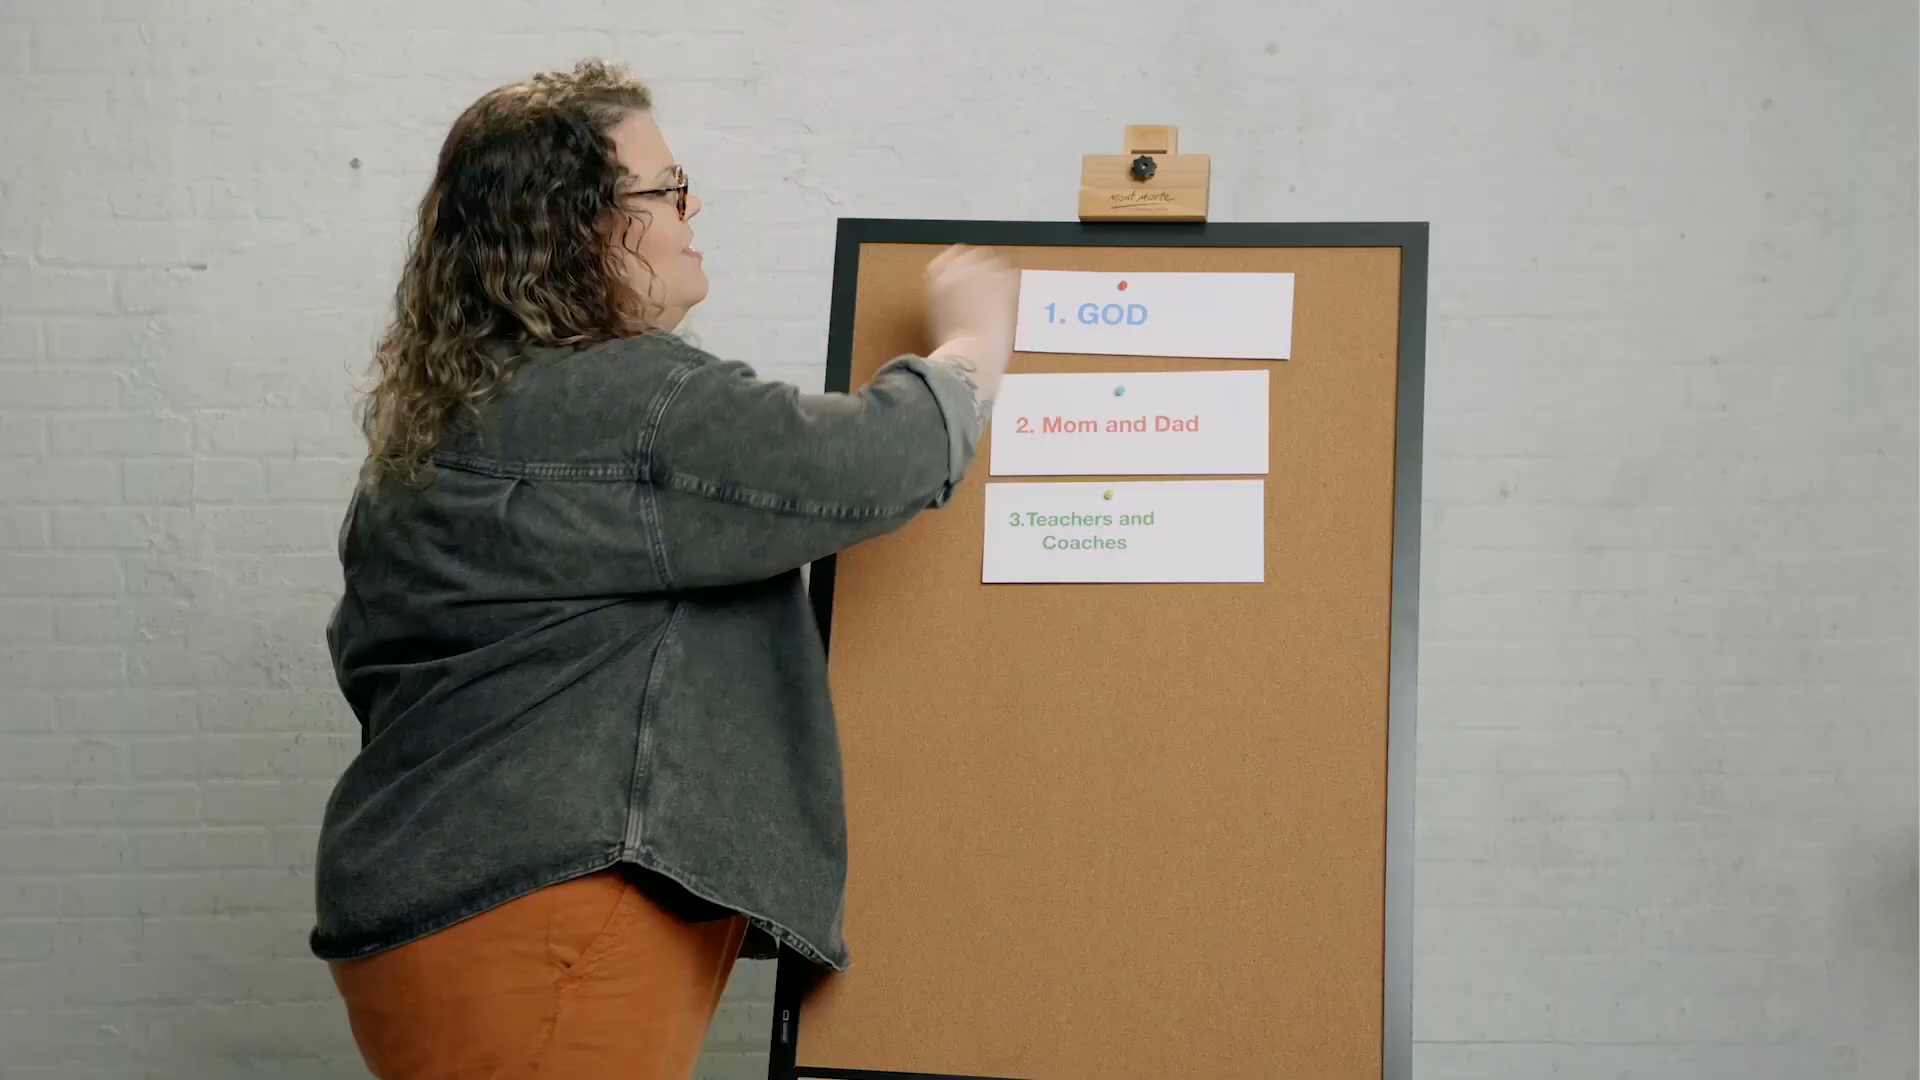 Mont Marte
1. GOD
2. Mom and Dad
3.Teachers and
Coaches